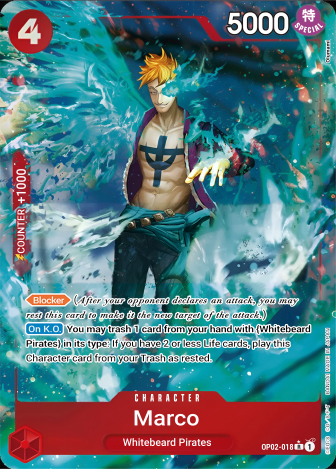 4
5000
特
SPECIAL
COUNTER +1000
Blocker (After your opponent declares an attack, you may
rest this card to make it the new target of the attack.)
On K.O. You may trash 1 card from your hand with {Whitebeard
Pirates} in its type: If you have 2 or less Life cards, play this
Character card from your Trash as rested.
CHARACTER
Marco
Whitebeard Pirates
OP02-018 R 1